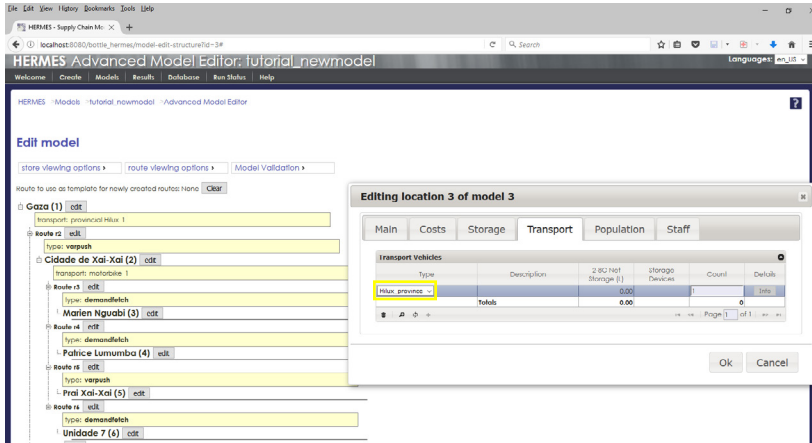 File Edit View History Bookmarks Tools Help
HERMES - Supply Chain Mo
localhost:8080/bottle_hermes/model-edit-structure?id=3#
Search
HERMES Advanced Model Editor: tutorial_newmodel
Languages: en_US
Welcome Create Models Results Database Run Status Help
HERMES Models tutorial_newmodel Advanced Model Editor
?
Edit model
store viewing options route viewing options Model Validation
Route to use as template for newly created routes: None Clear
Gaza (1) edit
transport: provincial Hilux 1
Route r2 edit
type: varpush
Cidade de Xai-Xai (2) edit
transport: motorbike 1
Route r3 edit
type: demandfetch
Marien Nguabi (3) edit
Route r4 edit
type: demandfetch
Patrice Lumumba (4) edit
Route r5 edit
type: varpush
Prai Xai-Xai (5) edit
Route r6 edit
type: demandfetch
Unidade 7 (6) edit
Editing location 3 of model 3
Main Costs Storage Transport Population Staff
Transport Vehicles
Type Description 2-8C Net Storage (L) Storage Devices Count Details
Hilux_province 0.00 1 Info
Totals 0.00 0
Page 1 of 1
Ok Cancel